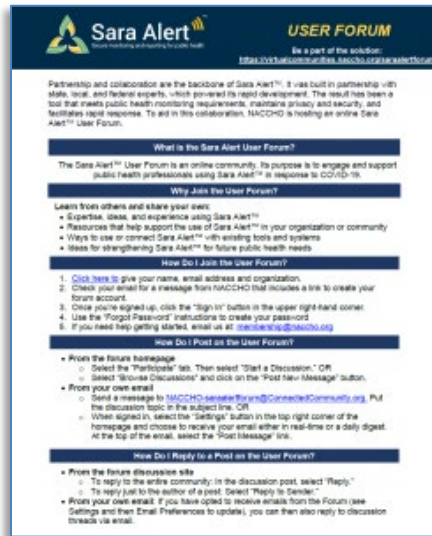 Sara Alert
Secure monitoring and reporting for public health
USER FORUM
Be a part of the solution:
https://virtualcommunities.naccho.org/saraalertforum
Partnership and collaboration are the backbone of Sara Alert™. It was built in partnership with
state, local, and federal experts, which powered its rapid development. The result has been a
tool that meets public health monitoring requirements, maintains privacy and security, and
facilitates rapid response. To aid in this collaboration, NACCHO is hosting an online Sara
Alert™ User Forum.
What is the Sara Alert User Forum?
The Sara Alert™ User Forum is an online community. Its purpose is to engage and support
public health professionals using Sara Alert™ in response to COVID-19.
Why Join the User Forum?
Learn from others and share your own:
• Expertise, ideas, and experience using Sara Alert™
• Resources that help support the use of Sara Alert™ in your organization or community
• Ways to use or connect Sara Alert™ with existing tools and systems
• Ideas for strengthening Sara Alert™ for future public health needs
How Do I Join the User Forum?
1. Click here to give your name, email address and organization.
2. Check your email for a message from NACCHO that includes a link to create your
forum account.
3. Once you're signed up, click the "Sign In" button in the upper right-hand corner.
4. Use the "Forgot Password" instructions to create your password
5. If you need help getting started, email us at: membership@naccho.org
How Do I Post on the User Forum?
• From the forum homepage
o Select the "Participate" tab. Then select "Start a Discussion." OR
o Select "Browse Discussions" and click on the "Post New Message" button.
• From your own email
o Send a message to NACCHO-saraalertforum@ConnectedCommunity.org. Put
the discussion topic in the subject line. OR
o When signed in, select the "Settings" button in the top right corner of the
homepage and choose to receive your email either in real-time or a daily digest.
At the top of the email, select the "Post Message" link.
How Do I Reply to a Post on the User Forum?
• From the forum discussion site
o To reply to the entire community: In the discussion post, select "Reply."
o To reply just to the author of a post: Select "Reply to Sender."
• From your own email: If you have opted to receive emails from the Forum (see
Settings and then Email Preferences to update), you can then also reply to discussion
threads via email.